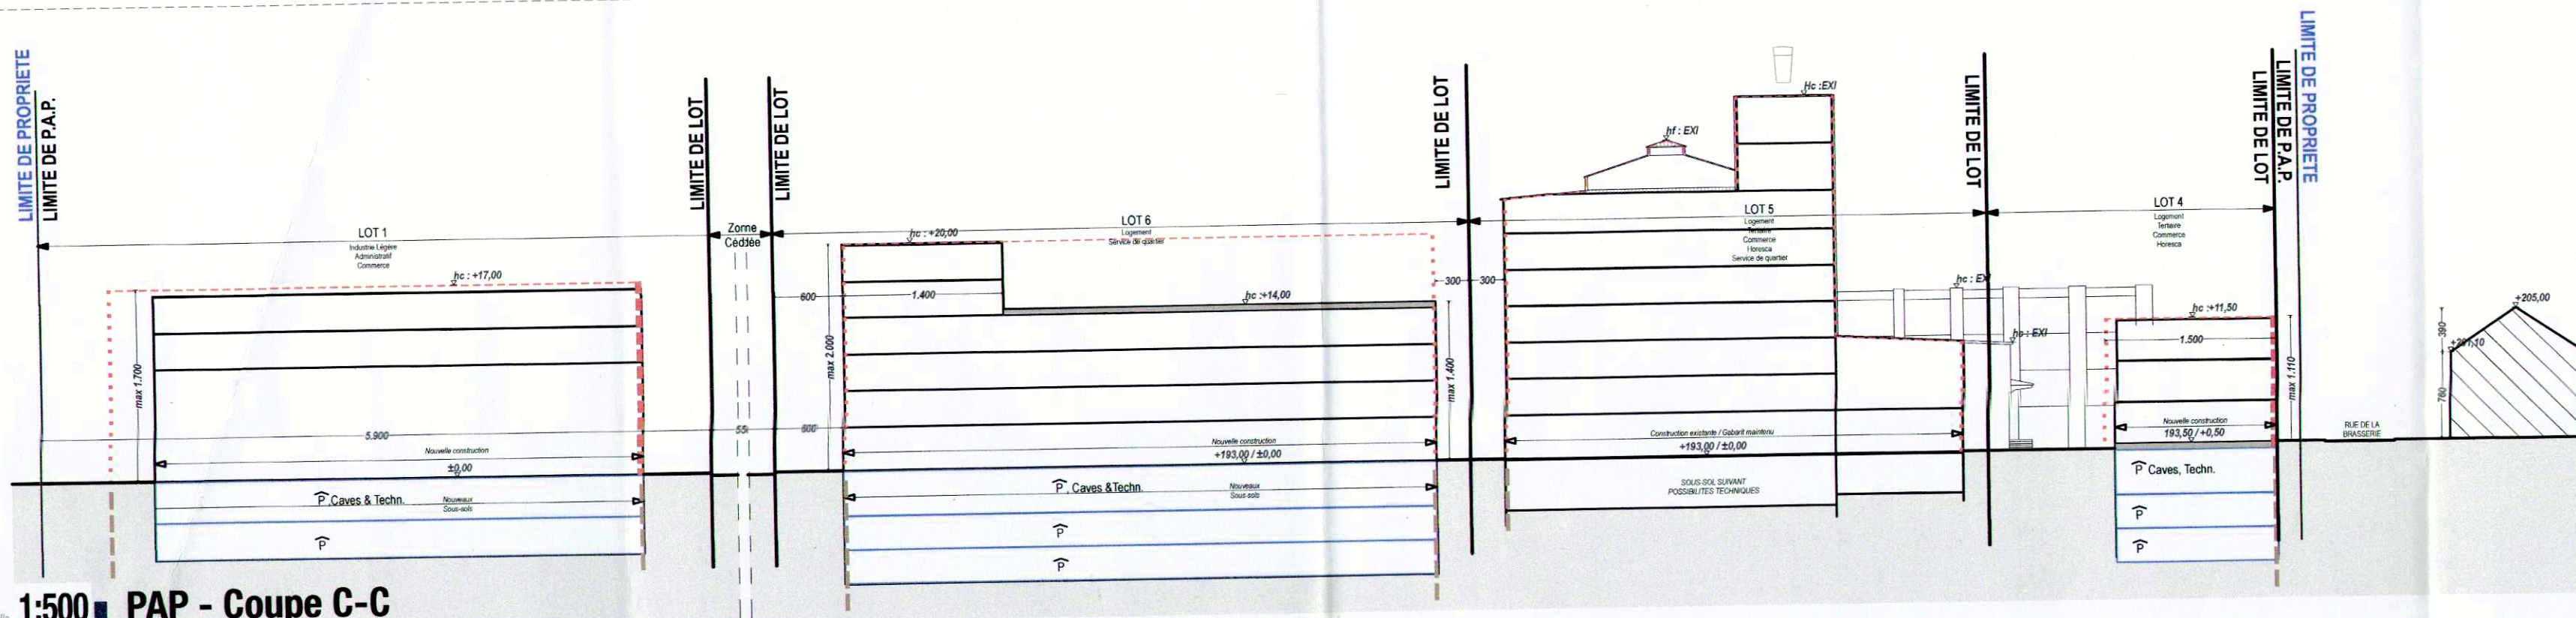 LIMITE DE PROPRIETE
LIMITE DE P.A.P.
LOT 1
Industrie Légère
Administratif
Commerce
hc : +17,00
max 1.700
5.900
Nouvelle construction
±0,00
P Caves & Techn.
Nouveaux
Sous-sols
P
LIMITE DE LOT
Zone
Cédée
55
LIMITE DE LOT
600
600
LOT 6
Logement
Service de quartier
hc : +20,00
1.400
hc :+14,00
max 2.000
max 1.400
Nouvelle construction
+193,00 / ±0,00
P, Caves &Techn.
Nouveaux
Sous-sols
P
P
LIMITE DE LOT
300
300
LOT 5
Logement
Tertiaire
Commerce
Horesca
Service de quartier
hf : EXI
Hc :EXI
Construction existante / Gabarit maintenu
+193,00 / ±0,00
SOUS-SOL SUIVANT
POSSIBILITES TECHNIQUES
LIMITE DE LOT
hc : EXI
hc : EXI
LOT 4
Logement
Tertiaire
Commerce
Horesca
hc :+11,50
1.500
Nouvelle construction
193,50 / +0,50
P Caves, Techn.
P
P
max 1.110
LIMITE DE LOT
LIMITE DE P.A.P.
LIMITE DE PROPRIETE
RUE DE LA
BRASSERIE
+205,00
390
+201,10
760
1:500 PAP - Coupe C-C